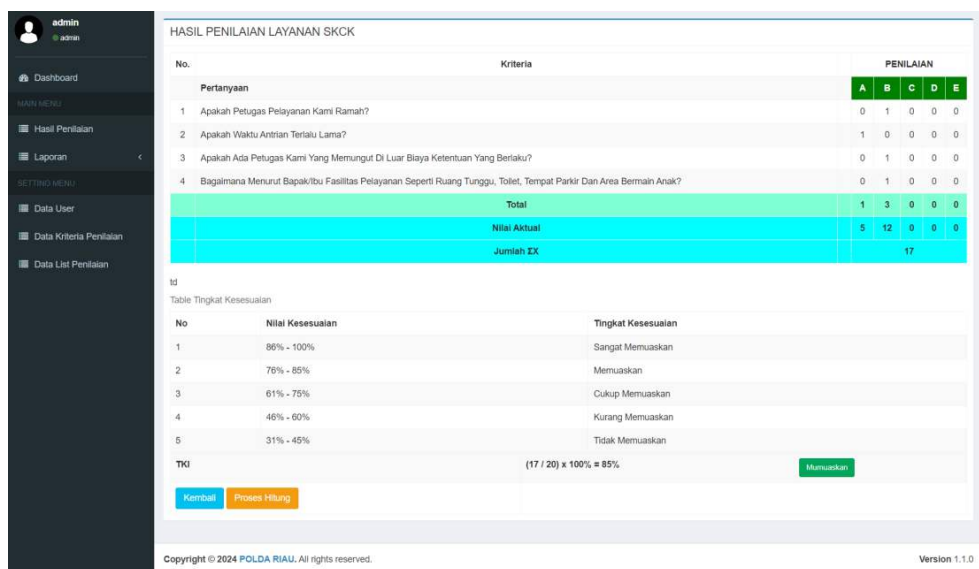 admin
admin
Dashboard
MAIN MENU
Hasil Penilaian
Laporan
SETTING MENU
Data User
Data Kriteria Penilaian
Data List Penilaian
HASIL PENILAIAN LAYANAN SKCK
No. Kriteria PENILAIAN
Pertanyaan A B C D E
1 Apakah Petugas Pelayanan Kami Ramah? 0 1 0 0 0
2 Apakah Waktu Antrian Terlalu Lama? 1 0 0 0 0
3 Apakah Ada Petugas Kami Yang Memungut Di Luar Biaya Ketentuan Yang Berlaku? 0 1 0 0 0
4 Bagaimana Menurut Bapak/Ibu Fasilitas Pelayanan Seperti Ruang Tunggu, Toilet, Tempat Parkir Dan Area Bermain Anak? 0 1 0 0 0
Total 1 3 0 0 0
Nilai Aktual 5 12 0 0 0
Jumlah ΣX 17
td
Table Tingkat Kesesuaian
No Nilai Kesesuaian Tingkat Kesesuaian
1 86% - 100% Sangat Memuaskan
2 76% - 85% Memuaskan
3 61% - 75% Cukup Memuaskan
4 46% - 60% Kurang Memuaskan
5 31% - 45% Tidak Memuaskan
TKI (17 / 20) x 100% = 85% Mumuaskan
Kembali Proses Hitung
Copyright © 2024 POLDA RIAU. All rights reserved. Version 1.1.0